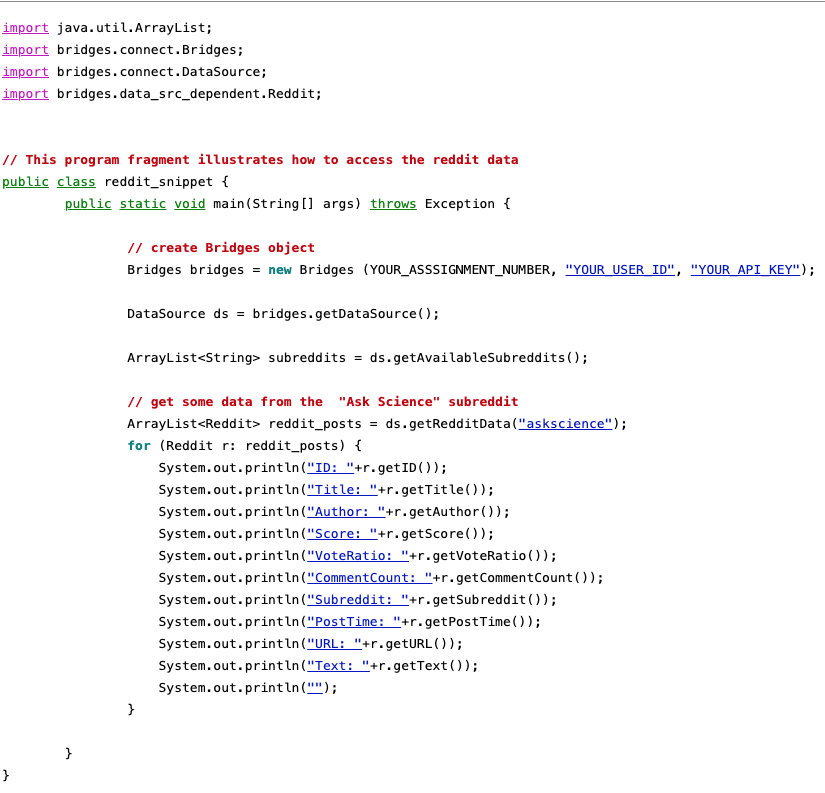 import java.util.ArrayList;
import bridges.connect.Bridges;
import bridges.connect.DataSource;
import bridges.data_src_dependent.Reddit;
// This program fragment illustrates how to access the reddit data
public class reddit_snippet {
public static void main(String[] args) throws Exception {
// create Bridges object
Bridges bridges = new Bridges (YOUR_ASSSIGNMENT_NUMBER, "YOUR_USER_ID", "YOUR_API_KEY");
DataSource ds = bridges.getDataSource();
ArrayList<String> subreddits = ds.getAvailableSubreddits();
// get some data from the  "Ask Science" subreddit
ArrayList<Reddit> reddit_posts = ds.getRedditData("askscience");
for (Reddit r: reddit_posts) {
System.out.println("ID: "+r.getID());
System.out.println("Title: "+r.getTitle());
System.out.println("Author: "+r.getAuthor());
System.out.println("Score: "+r.getScore());
System.out.println("VoteRatio: "+r.getVoteRatio());
System.out.println("CommentCount: "+r.getCommentCount());
System.out.println("Subreddit: "+r.getSubreddit());
System.out.println("PostTime: "+r.getPostTime());
System.out.println("URL: "+r.getURL());
System.out.println("Text: "+r.getText());
System.out.println("");
}
}
}